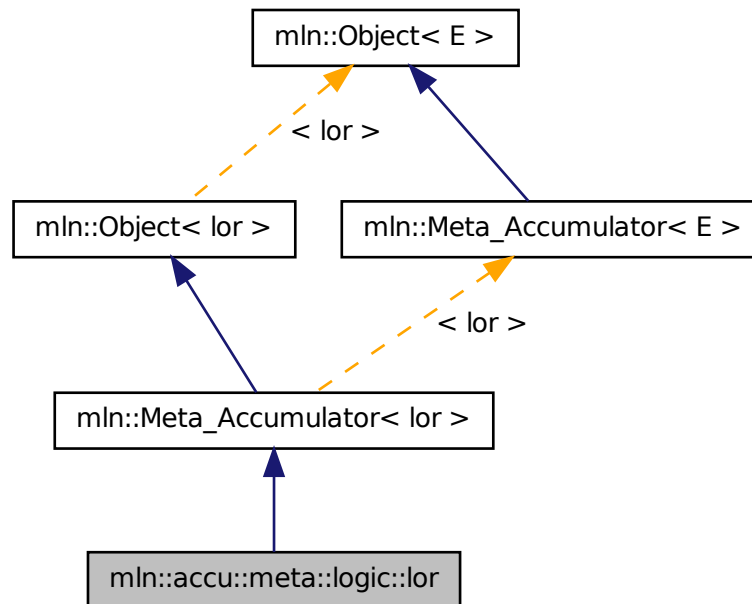 mln::Object< E >
< lor >
mln::Object< lor >
mln::Meta_Accumulator< E >
< lor >
mln::Meta_Accumulator< lor >
mln::accu::meta::logic::lor